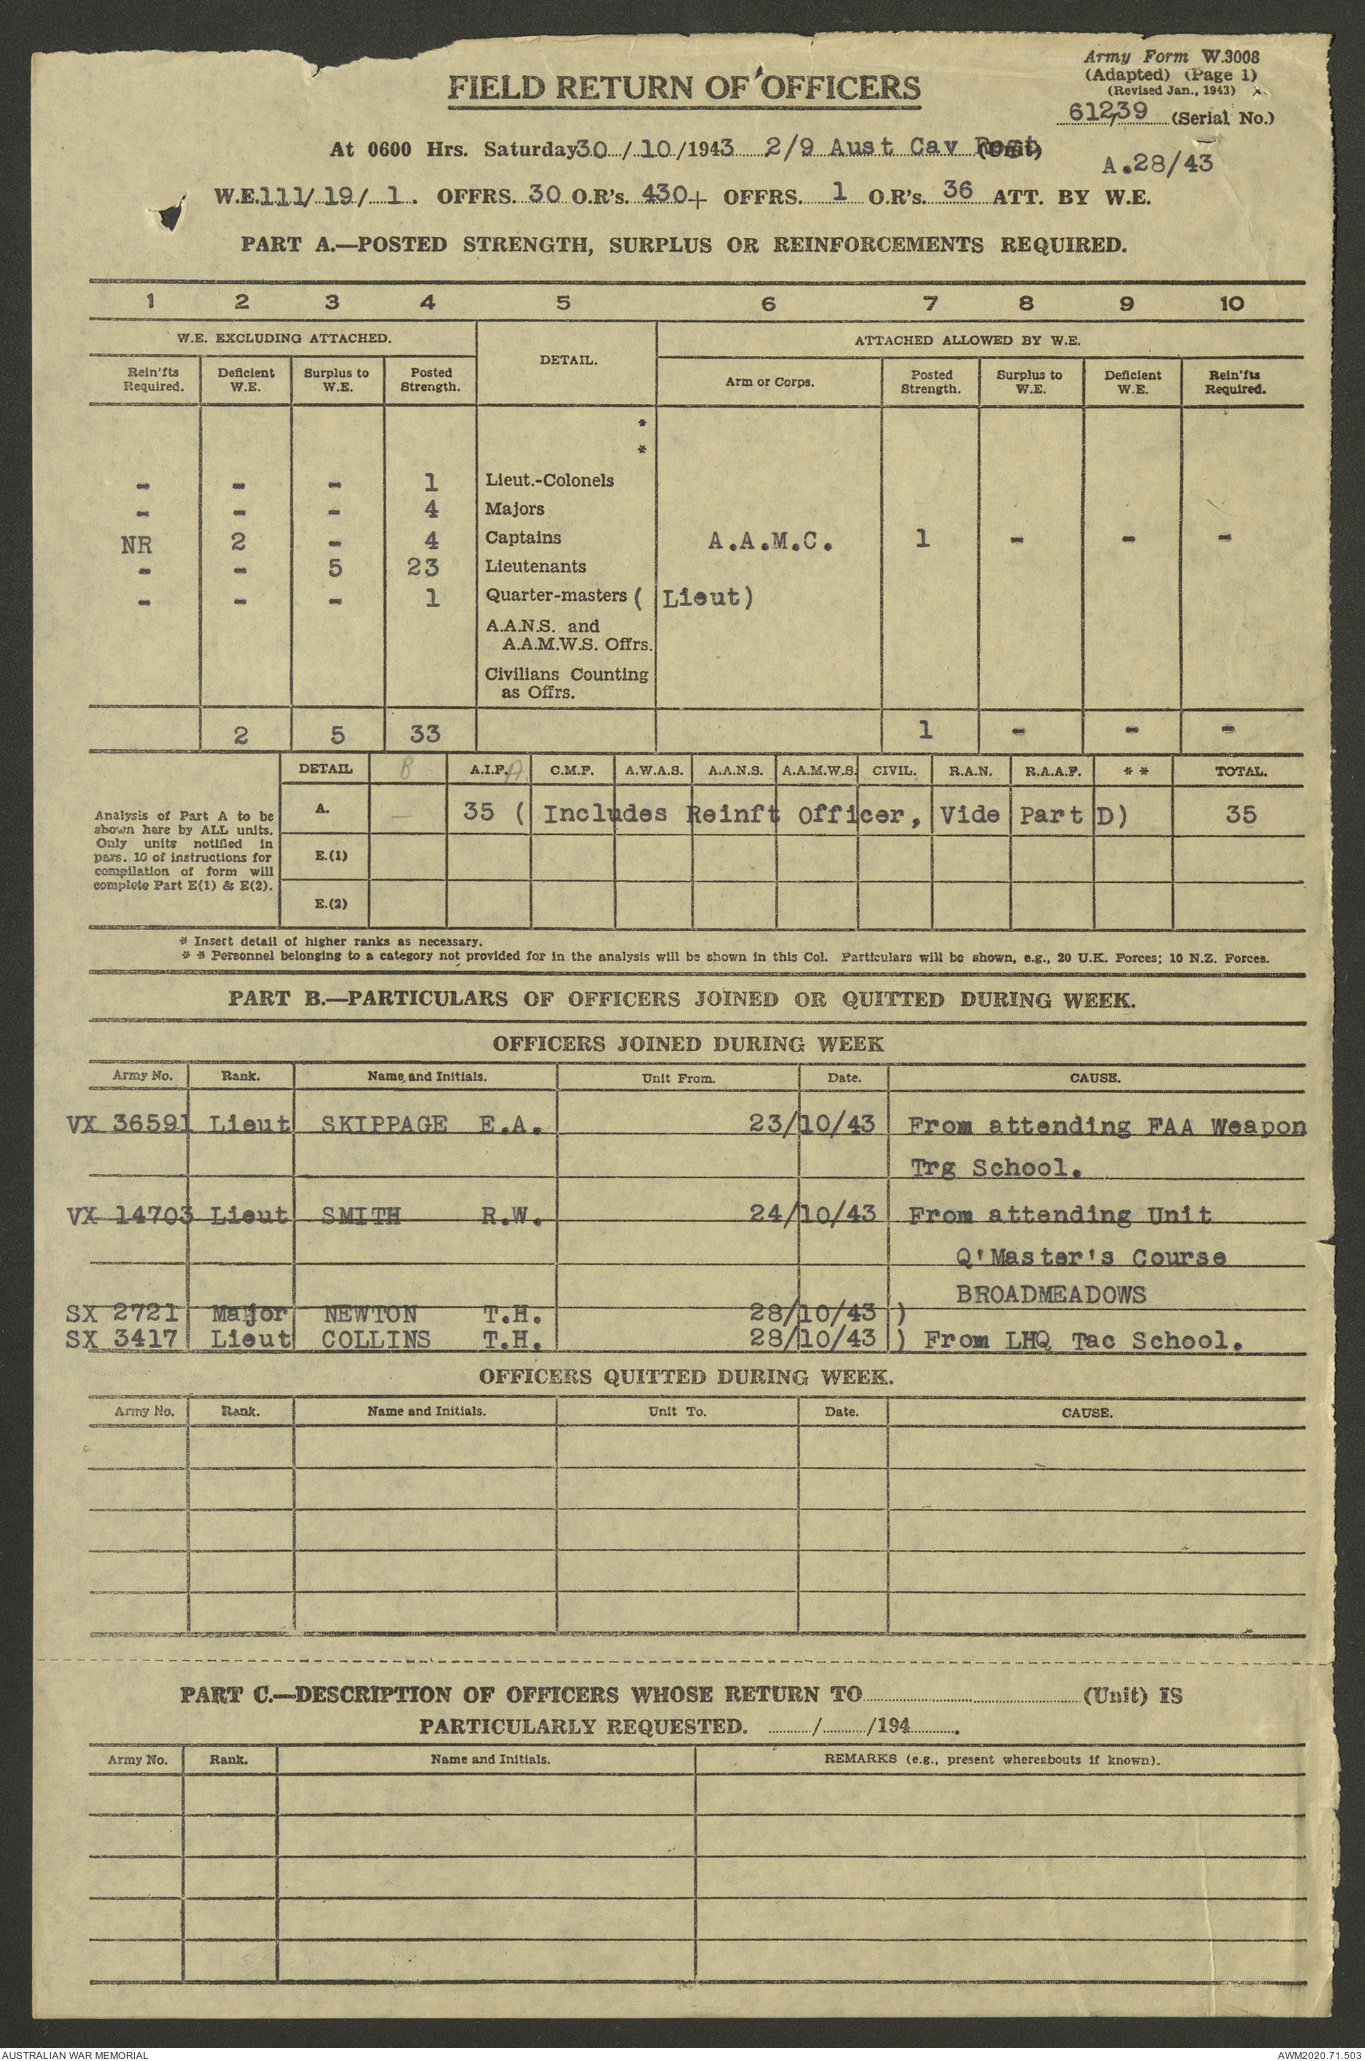 Army Form W.3008
(Adapted) (Page 1)
(Revised Jan., 1943)
FIELD RETURN OF OFFICERS
61239 (Serial No.)
At 0600 Hrs. Saturday 30/10/1943 2/9 Aust Cav Regt (Unit)
A.28/43
W.E. 111/19/1. OFFRS. 30 O.R's. 430+ OFFRS. 1 O.R's. 36 ATT. BY W.E.
PART A.—POSTED STRENGTH, SURPLUS OR REINFORCEMENTS REQUIRED.
1 2 3 4 5 6 7 8 9 10
W.E. EXCLUDING ATTACHED. DETAIL. ATTACHED ALLOWED BY W.E.
Rein'fts Required. Deficient W.E. Surplus to W.E. Posted Strength. Arm or Corps. Posted Strength. Surplus to W.E. Deficient W.E. Rein'fts Required.
*
*
- - - 1 Lieut.-Colonels
- - - 4 Majors
NR 2 - 4 Captains A.A.M.C. 1 - - -
- - 5 23 Lieutenants
- - - 1 Quarter-masters ( Lieut)
A.A.N.S. and
A.A.M.W.S. Offrs.
Civilians Counting
as Offrs.
2 5 33 1 - - -
DETAIL B A.I.F. A C.M.F. A.W.A.S. A.A.N.S. A.A.M.W.S. CIVIL. R.A.N. R.A.A.F. * * TOTAL.
Analysis of Part A to be
shown here by ALL units.
Only units notified in
pars. 10 of instructions for
compilation of form will
complete Part E(1) & E(2).
A. - 35 ( Includes Reinft Officer, Vide Part D) 35
E.(1)
E.(2)
* Insert detail of higher ranks as necessary.
* * Personnel belonging to a category not provided for in the analysis will be shown in this Col. Particulars will be shown, e.g., 20 U.K. Forces; 10 N.Z. Forces.
PART B.—PARTICULARS OF OFFICERS JOINED OR QUITTED DURING WEEK.
OFFICERS JOINED DURING WEEK
Army No. Rank. Name and Initials. Unit From. Date. CAUSE.
VX 36591 Lieut SKIPPAGE E.A. 23/10/43 From attending FAA Weapon
Trg School.
VX 14703 Lieut SMITH R.W. 24/10/43 From attending Unit
Q'Master's Course
BROADMEADOWS
SX 2721 Major NEWTON T.H. 28/10/43 )
SX 3417 Lieut COLLINS T.H. 28/10/43 ) From LHQ Tac School.
OFFICERS QUITTED DURING WEEK.
Army No. Rank. Name and Initials. Unit To. Date. CAUSE.
PART C.—DESCRIPTION OF OFFICERS WHOSE RETURN TO (Unit) IS
PARTICULARLY REQUESTED. / /194 .
Army No. Rank. Name and Initials. REMARKS (e.g., present whereabouts if known).
AUSTRALIAN WAR MEMORIAL
AWM2020.71.503